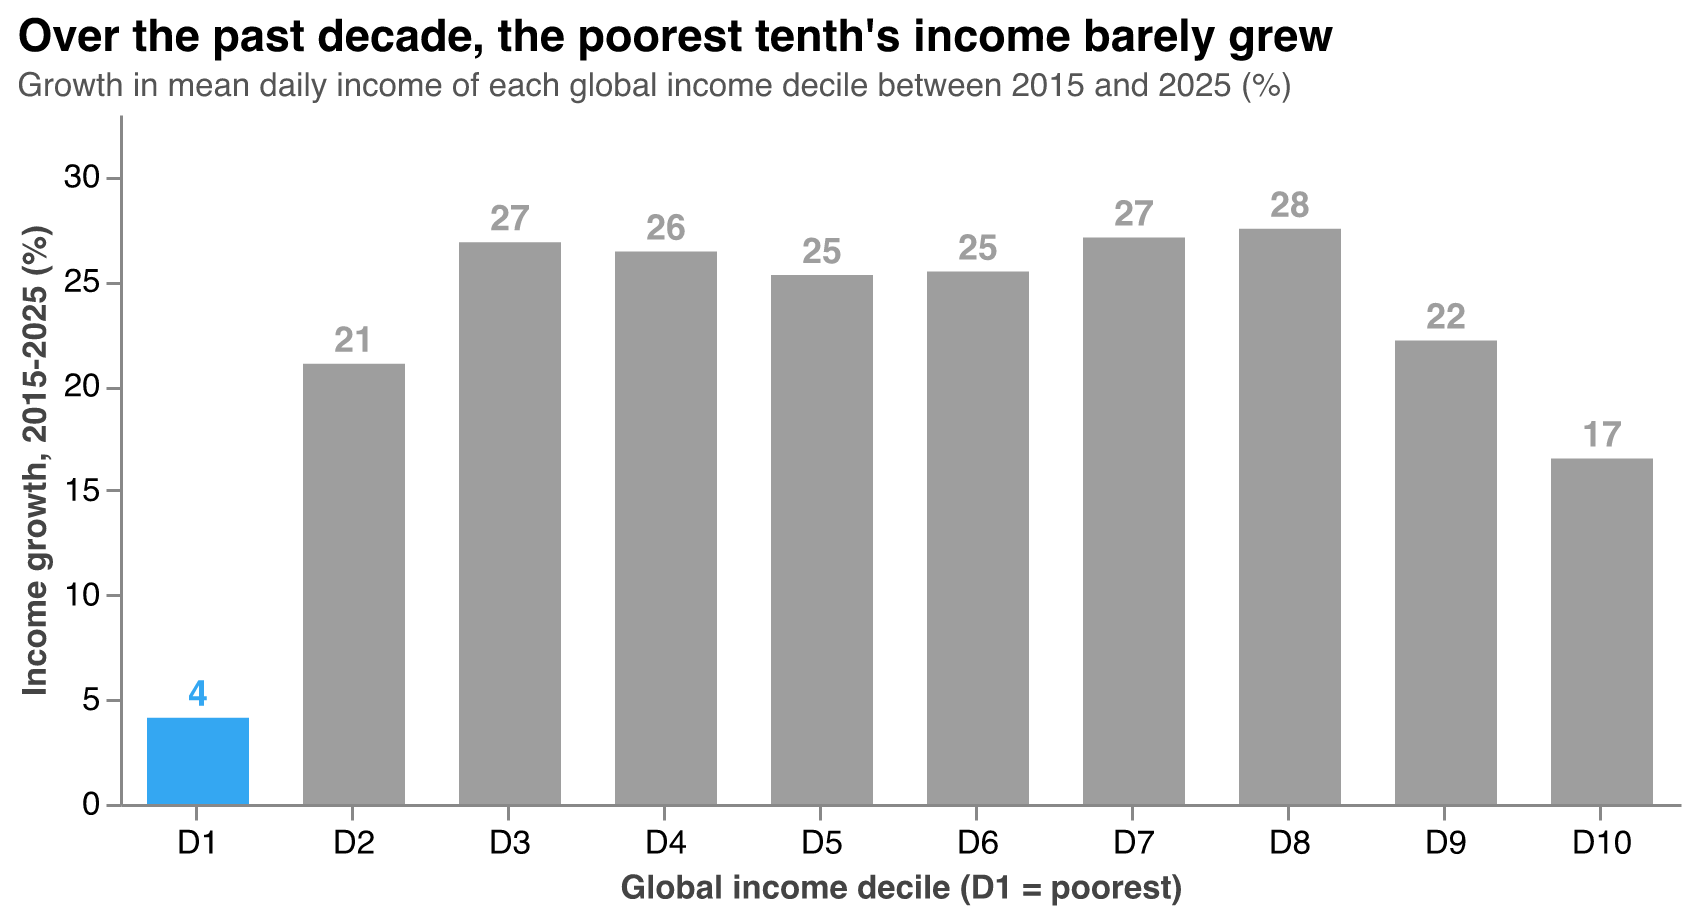 Over the past decade, the poorest tenth's income barely grew
Growth in mean daily income of each global income decile between 2015 and 2025 (%)
Income growth, 2015-2025 (%)
30
25
20
15
10
5
0
4
21
27
26
25
25
27
28
22
17
D1
D2
D3
D4
D5
D6
D7
D8
D9
D10
Global income decile (D1 = poorest)